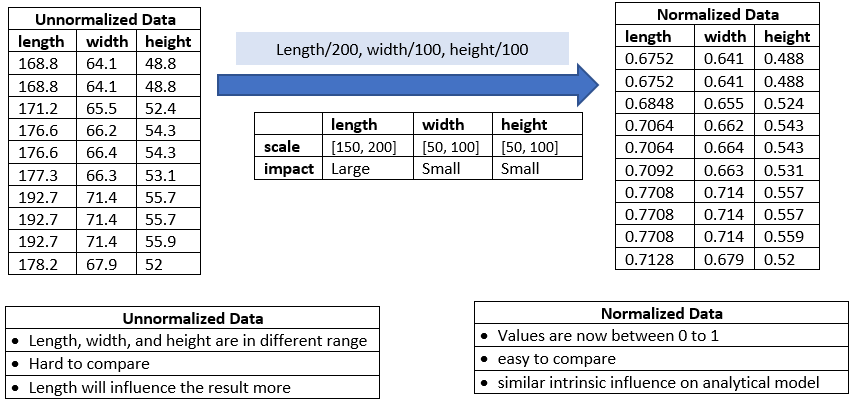 Unnormalized Data
length width height
168.8 64.1 48.8
168.8 64.1 48.8
171.2 65.5 52.4
176.6 66.2 54.3
176.6 66.4 54.3
177.3 66.3 53.1
192.7 71.4 55.7
192.7 71.4 55.7
192.7 71.4 55.9
178.2 67.9 52
Length/200, width/100, height/100
length width height
scale [150, 200] [50, 100] [50, 100]
impact Large Small Small
Normalized Data
length width height
0.6752 0.641 0.488
0.6752 0.641 0.488
0.6848 0.655 0.524
0.7064 0.662 0.543
0.7064 0.664 0.543
0.7092 0.663 0.531
0.7708 0.714 0.557
0.7708 0.714 0.557
0.7708 0.714 0.559
0.7128 0.679 0.52
Unnormalized Data
• Length, width, and height are in different range
• Hard to compare
• Length will influence the result more
Normalized Data
• Values are now between 0 to 1
• easy to compare
• similar intrinsic influence on analytical model